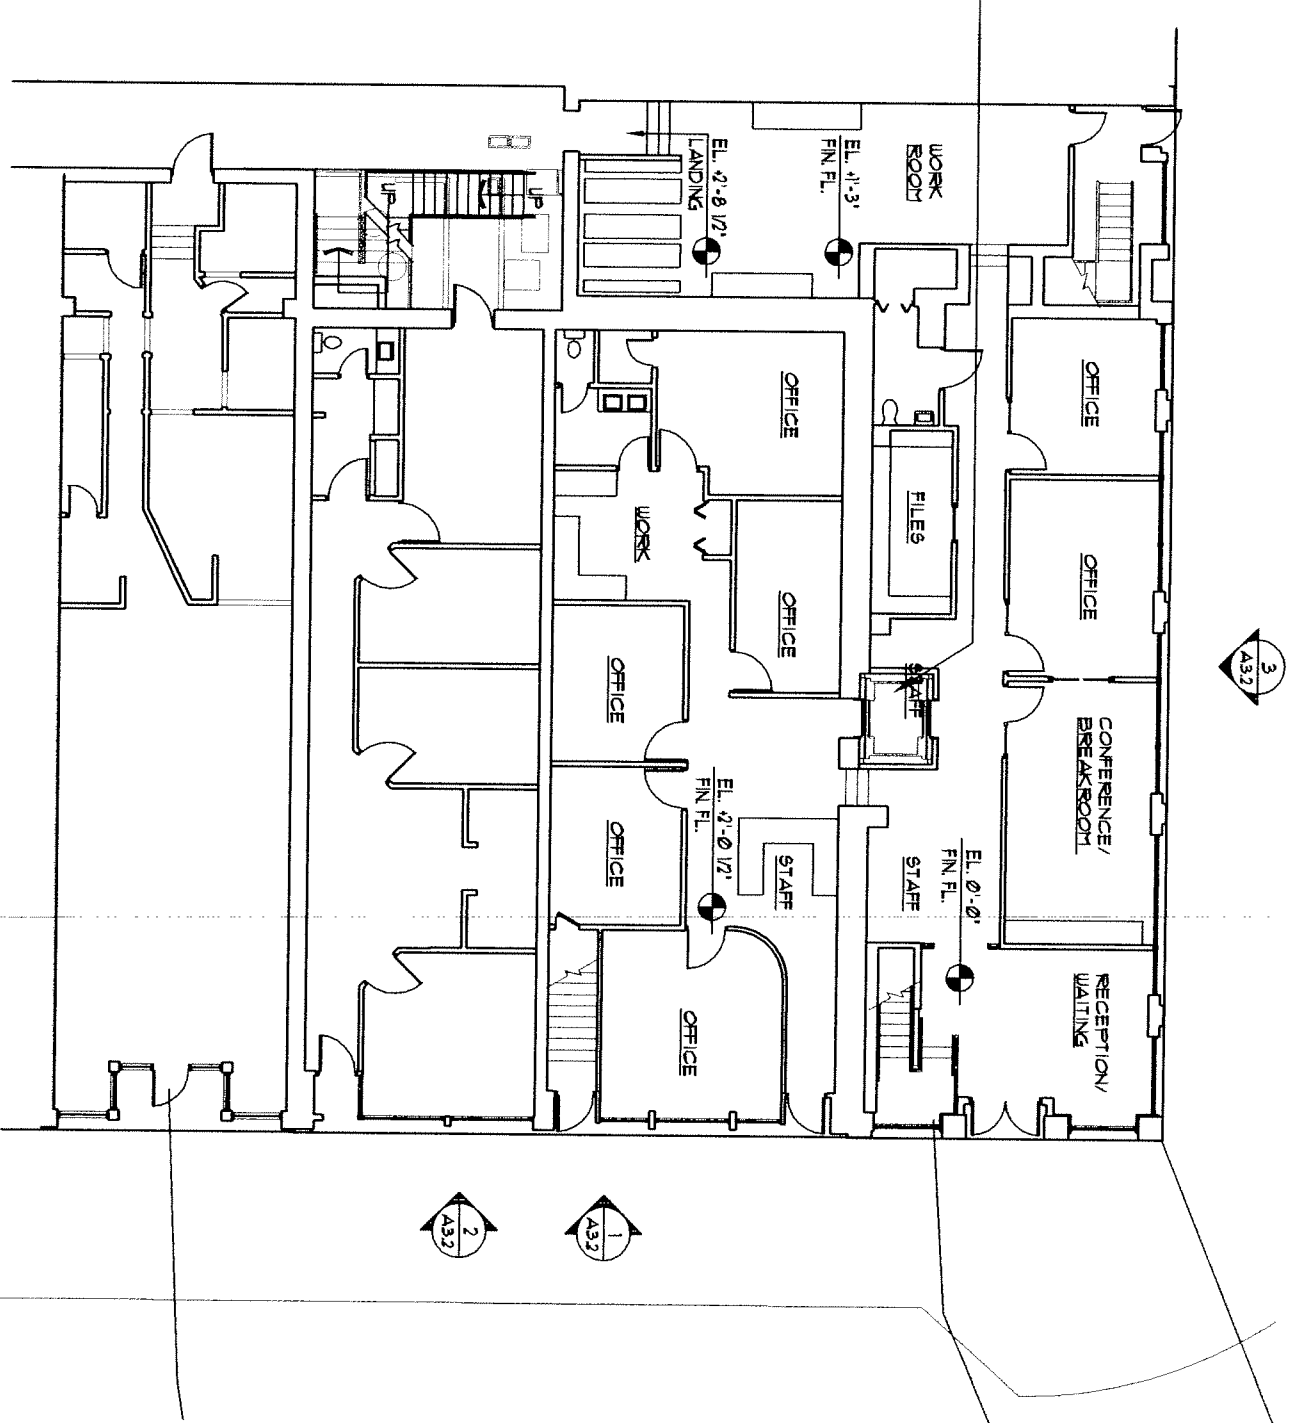 WORK
ROOM
EL. +1'-3"
FIN. FL.
EL. +2'-8 1/2"
LANDING
UP
UP
OFFICE
OFFICE
FILES
OFFICE
WORK
OFFICE
OFFICE
STAFF
3
A3.2
CONFERENCE/
BREAKROOM
EL. +2'-0 1/2"
FIN. FL.
OFFICE
STAFF
STAFF
EL. 0'-0"
FIN. FL.
RECEPTION/
WAITING
OFFICE
2
A3.2
1
A3.2